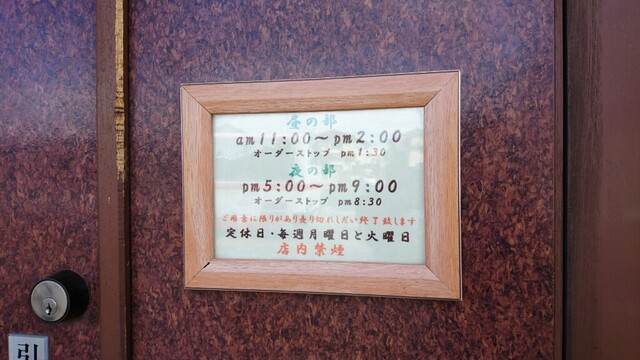 昼の部
am11:00～pm2:00
オーダーストップ pm1:30
夜の部
pm5:00～pm9:00
オーダーストップ pm8:30
ご用意に限りがあり売り切れしだい終了致します
定休日・毎週月曜日と火曜日
店内禁煙
引